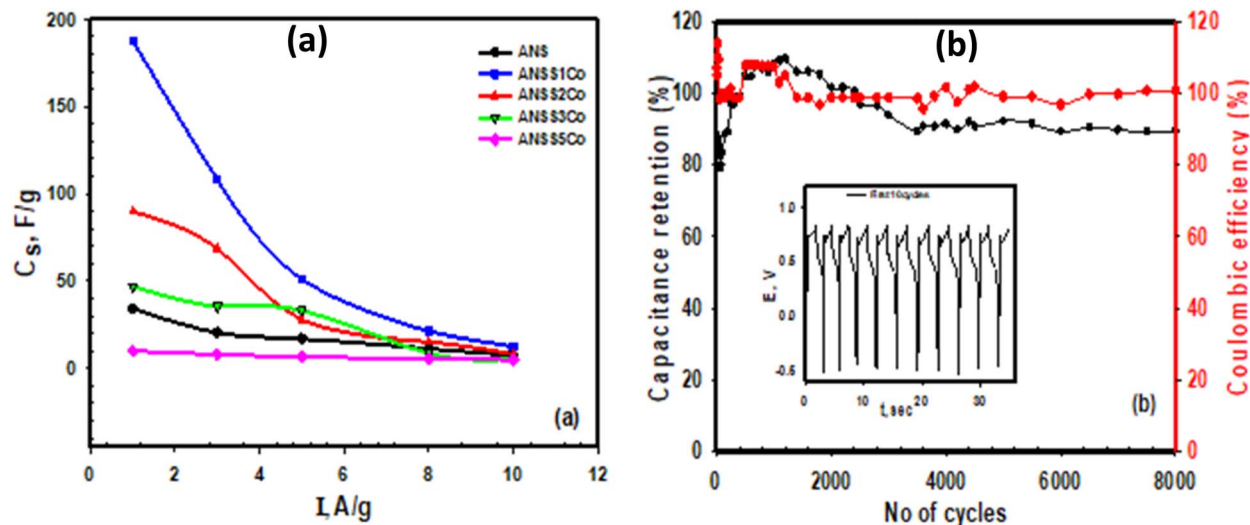 (a)
200
150
100
50
0
C_s, F/g
ANS
ANSS1Co
ANSS2Co
ANSS3Co
ANSS5Co
(a)
0 2 4 6 8 10 12
I, A/g
(b)
120
100
80
60
40
20
0
Capacitance retention (%)
1.0
0.5
0.0
-0.5
E, V
0 10 20 30
t, sec
(b)
0 2000 4000 6000 8000
No of cycles
120
100
80
60
40
20
0
Coulombic efficiency (%)